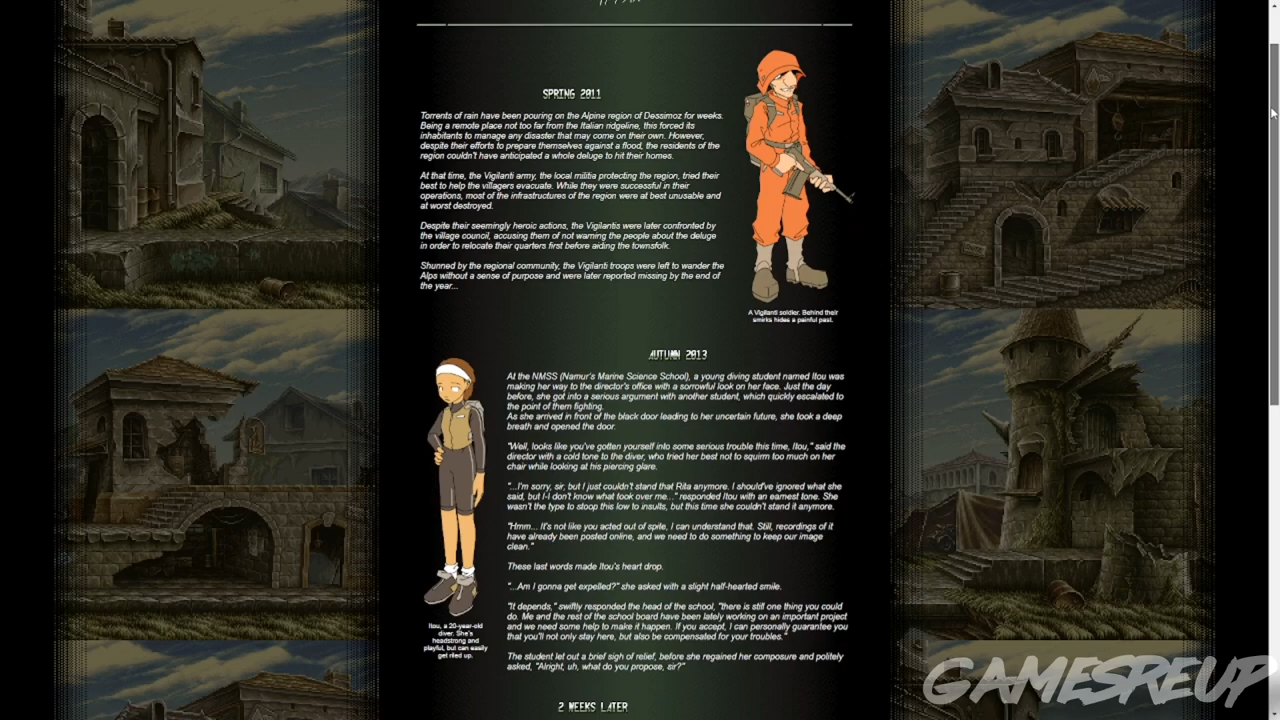 SPRING 2011
Torrents of rain have been pouring on the Alpine region of Dessimoz for weeks.
Being a remote place not too far from the Italian ridgeline, this forced its
inhabitants to manage any disaster that may come on their own. However,
despite their efforts to prepare themselves against a flood, the residents of the
region couldn't have anticipated a whole deluge to hit their homes.
At that time, the Vigilanti army, the local militia protecting the region, tried their
best to help the villagers evacuate. While they were successful in their
operations, most of the infrastructures of the region were at best unusable and
at worst destroyed.
Despite their seemingly heroic actions, the Vigilantis were later confronted by
the village council, accusing them of not warning the people about the deluge
in order to relocate their quarters first before aiding the townsfolk.
Shunned by the regional community, the Vigilanti troops were left to wander the
Alps without a sense of purpose and were later reported missing by the end of
the year...
A Vigilanti soldier. Behind their
smirks hides a painful past.
AUTUMN 2013
At the NMSS (Namur's Marine Science School), a young diving student named Itou was
making her way to the director's office with a sorrowful look on her face. Just the day
before, she got into a serious argument with another student, which quickly escalated to
the point of them fighting.
As she arrived in front of the black door leading to her uncertain future, she took a deep
breath and opened the door.
"Well, looks like you've gotten yourself into some serious trouble this time, Itou," said the
director with a cold tone to the diver, who tried her best not to squirm too much on her
chair while looking at his piercing glare.
"...I'm sorry, sir, but I just couldn't stand that Rita anymore. I should've ignored what she
said, but I-I don't know what took over me..." responded Itou with an earnest tone. She
wasn't the type to stoop this low to insults, but this time she couldn't stand it anymore.
"Hmm... It's not like you acted out of spite, I can understand that. Still, recordings of it
have already been posted online, and we need to do something to keep our image
clean."
These last words made Itou's heart drop.
"...Am I gonna get expelled?" she asked with a slight half-hearted smile.
"It depends," swiftly responded the head of the school, "there is still one thing you could
do. Me and the rest of the school board have been lately working on an important project
and we need some help to make it happen. If you accept, I can personally guarantee you
that you'll not only stay here, but also be compensated for your troubles."
The student let out a brief sigh of relief, before she regained her composure and politely
asked, "Alright, uh, what do you propose, sir?"
Itou, a 20-year-old
diver. She's
headstrong and
playful, but can easily
get riled up.
2 WEEKS LATER
GAMESREUP